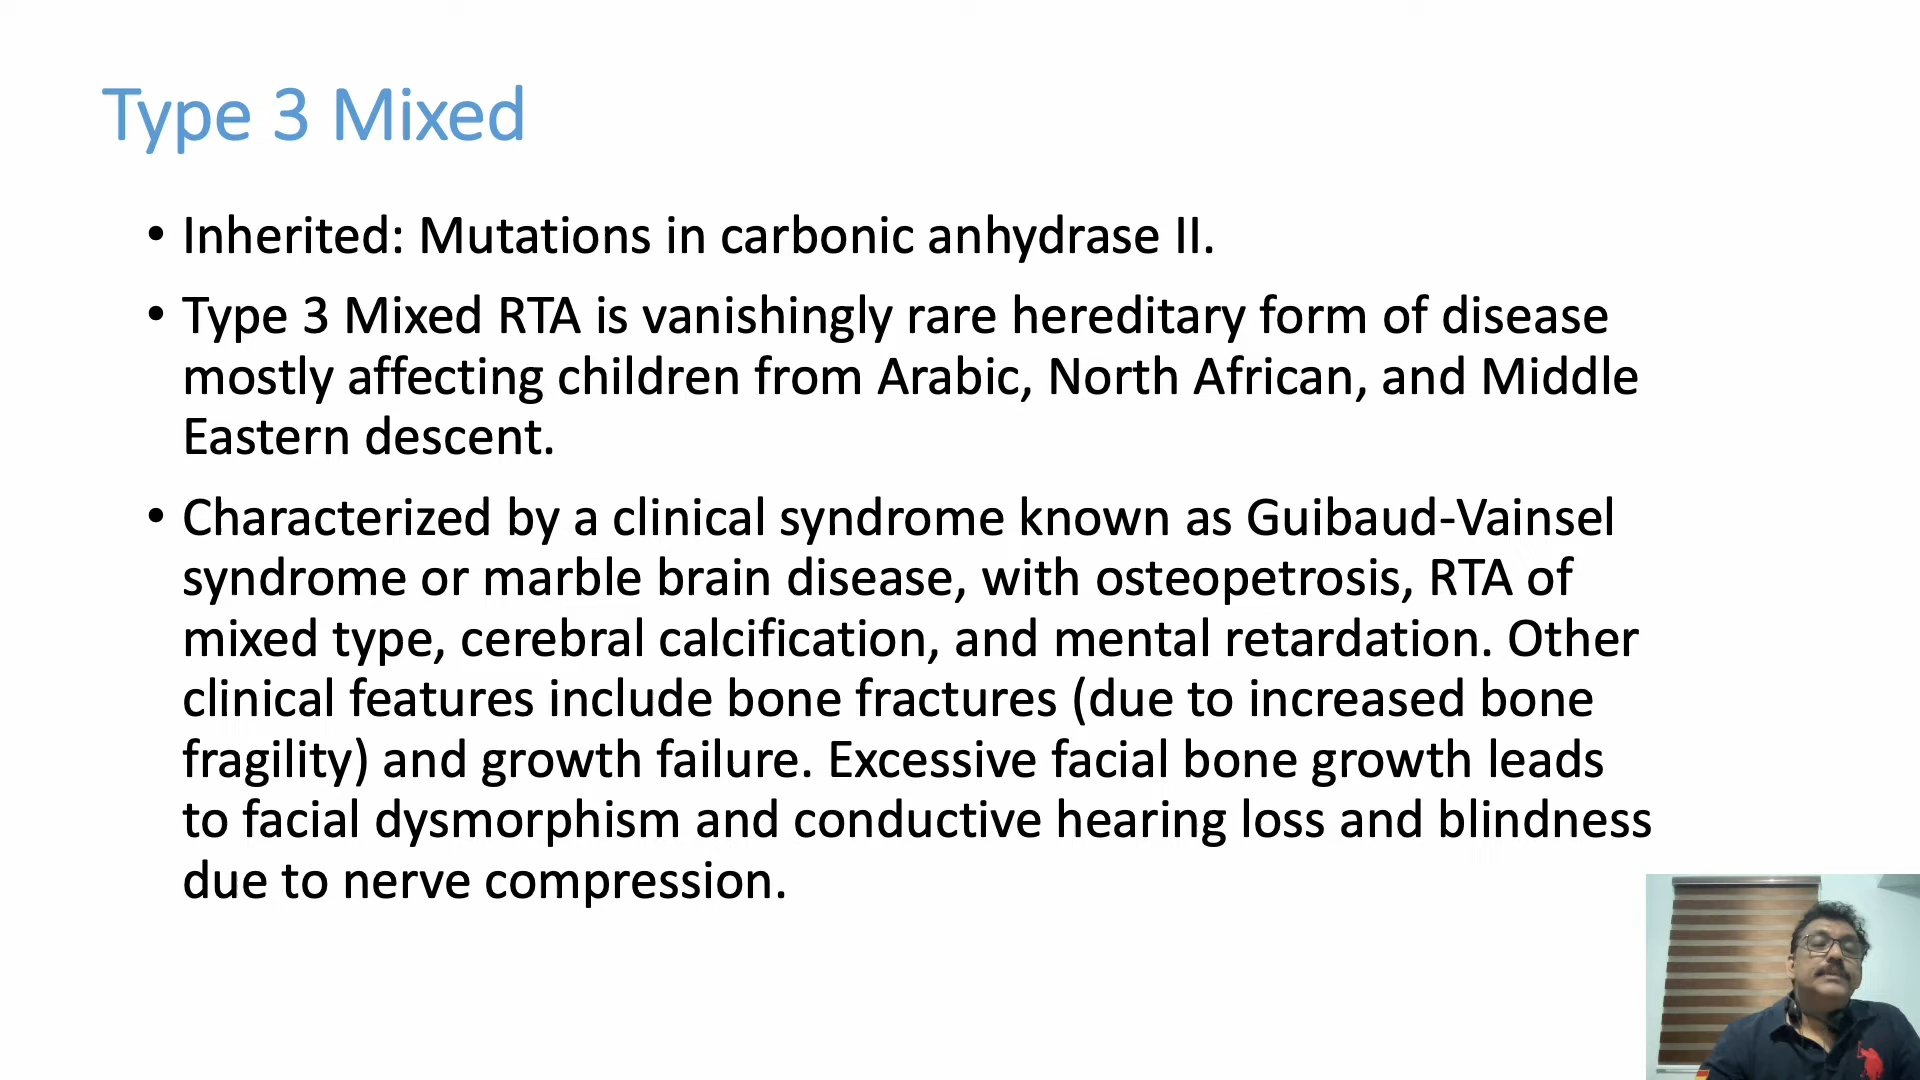 Type 3 Mixed
• Inherited: Mutations in carbonic anhydrase II.
• Type 3 Mixed RTA is vanishingly rare hereditary form of disease
mostly affecting children from Arabic, North African, and Middle
Eastern descent.
• Characterized by a clinical syndrome known as Guibaud-Vainsel
syndrome or marble brain disease, with osteopetrosis, RTA of
mixed type, cerebral calcification, and mental retardation. Other
clinical features include bone fractures (due to increased bone
fragility) and growth failure. Excessive facial bone growth leads
to facial dysmorphism and conductive hearing loss and blindness
due to nerve compression.